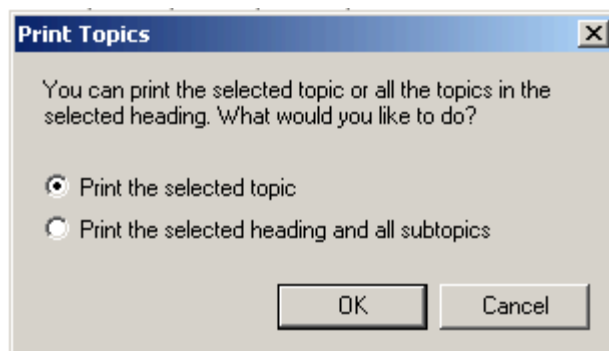 Print Topics
You can print the selected topic or all the topics in the
selected heading. What would you like to do?
Print the selected topic
Print the selected heading and all subtopics
OK
Cancel